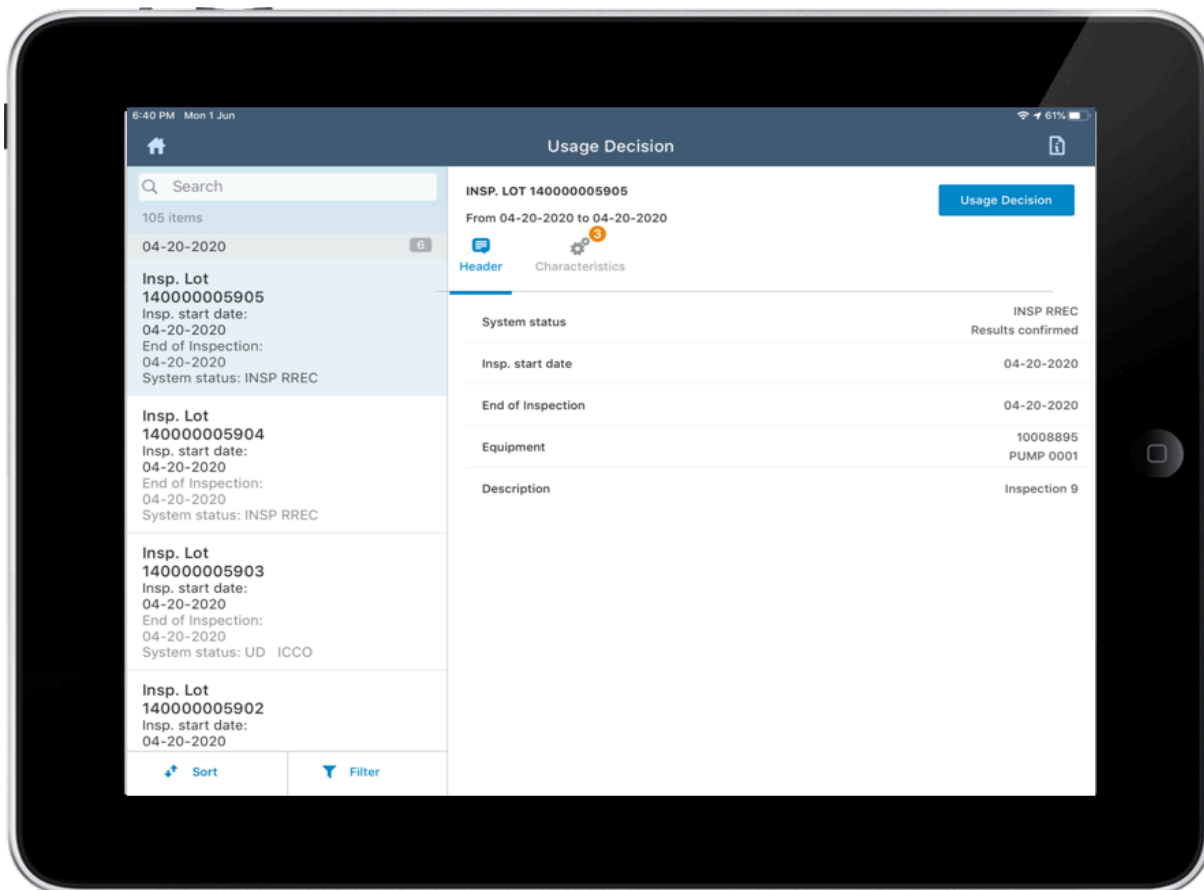 6:40 PM Mon 1 Jun
61%
Usage Decision
Search
105 items
04-20-2020
6
Insp. Lot
140000005905
Insp. start date:
04-20-2020
End of Inspection:
04-20-2020
System status: INSP RREC
Insp. Lot
140000005904
Insp. start date:
04-20-2020
End of Inspection:
04-20-2020
System status: INSP RREC
Insp. Lot
140000005903
Insp. start date:
04-20-2020
End of Inspection:
04-20-2020
System status: UD ICCO
Insp. Lot
140000005902
Insp. start date:
04-20-2020
Sort
Filter
INSP. LOT 140000005905
Usage Decision
From 04-20-2020 to 04-20-2020
3
Header
Characteristics
System status
INSP RREC
Results confirmed
Insp. start date
04-20-2020
End of Inspection
04-20-2020
Equipment
10008895
PUMP 0001
Description
Inspection 9